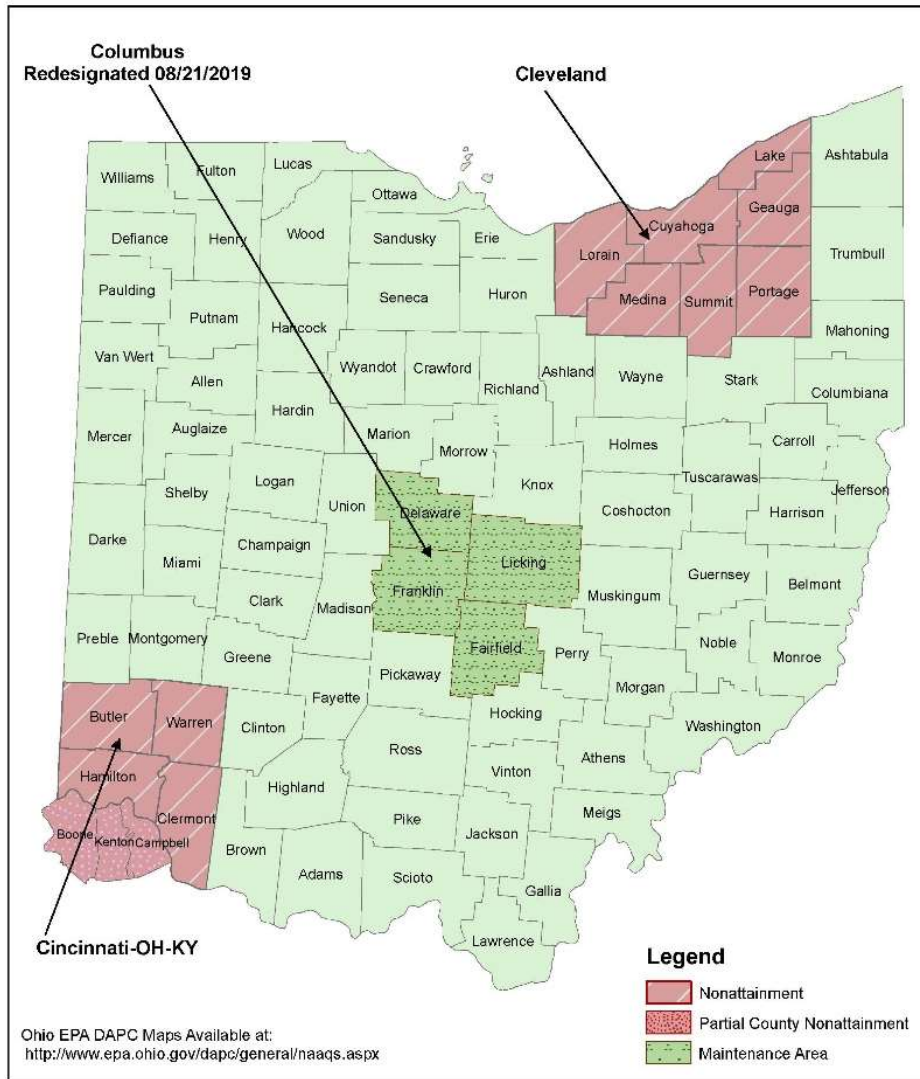 Columbus
Redesignated 08/21/2019
Cleveland
Lake
Ashtabula
Williams
Fulton
Lucas
Ottawa
Geauga
Cuyahoga
Defiance
Henry
Wood
Sandusky
Erie
Lorain
Trumbull
Paulding
Seneca
Huron
Medina
Summit
Portage
Putnam
Hancock
Mahoning
Van Wert
Wyandot
Crawford
Ashland
Wayne
Stark
Allen
Richland
Columbiana
Mercer
Auglaize
Hardin
Marion
Morrow
Holmes
Carroll
Tuscarawas
Logan
Knox
Jefferson
Shelby
Union
Delaware
Coshocton
Harrison
Darke
Champaign
Licking
Miami
Guernsey
Belmont
Franklin
Muskingum
Clark
Madison
Preble
Montgomery
Fairfield
Perry
Noble
Greene
Monroe
Pickaway
Morgan
Fayette
Butler
Warren
Hocking
Washington
Clinton
Ross
Athens
Hamilton
Highland
Vinton
Clermont
Meigs
Boone
Kenton
Campbell
Pike
Jackson
Brown
Adams
Scioto
Gallia
Lawrence
Cincinnati-OH-KY
Legend
Nonattainment
Partial County Nonattainment
Maintenance Area
Ohio EPA DAPC Maps Available at:
http://www.epa.ohio.gov/dapc/general/naaqs.aspx